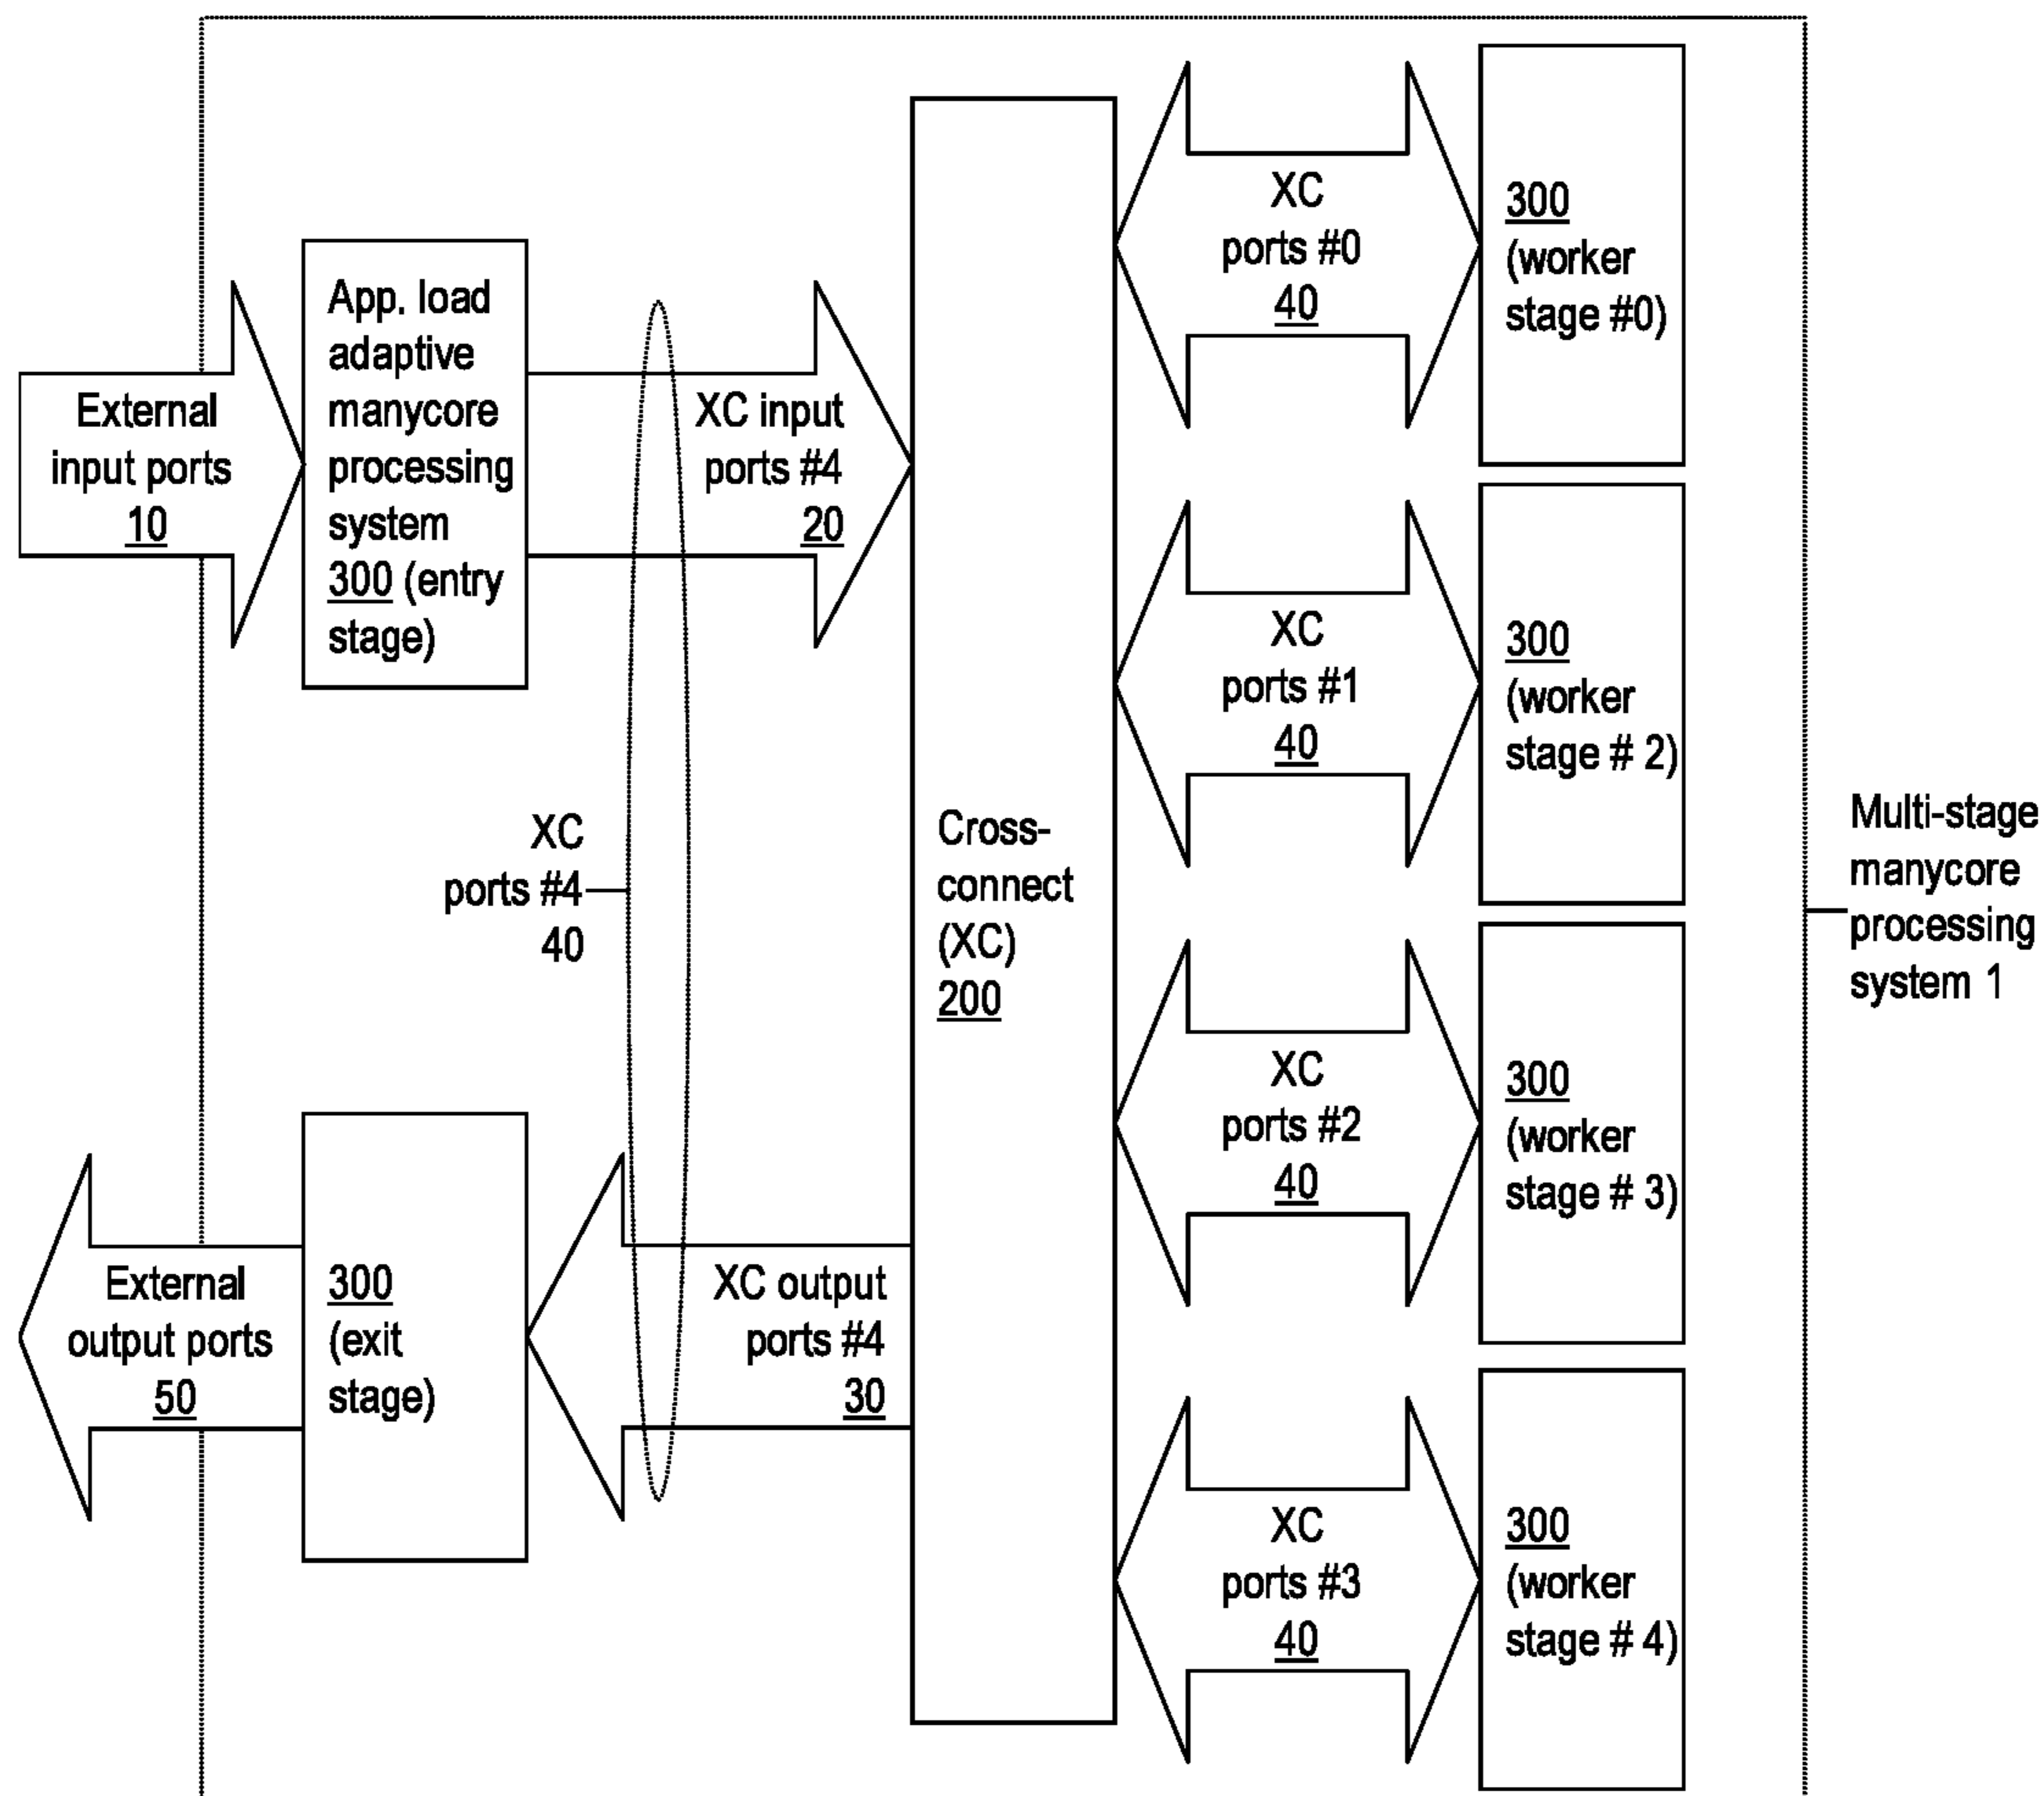 External
input ports
10
App. load
adaptive
manycore
processing
system
300 (entry
stage)
XC input
ports #4
20
XC
ports #4
40
External
output ports
50
300
(exit
stage)
XC output
ports #4
30
Cross-
connect
(XC)
200
XC
ports #0
40
300
(worker
stage #0)
XC
ports #1
40
300
(worker
stage # 2)
XC
ports #2
40
300
(worker
stage # 3)
XC
ports #3
40
300
(worker
stage # 4)
Multi-stage
manycore
processing
system 1